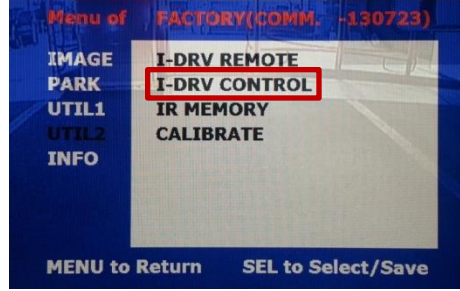 Menu of FACTORY(COMM. -130723)
IMAGE I-DRV REMOTE
PARK I-DRV CONTROL
UTIL1 IR MEMORY
UTIL2 CALIBRATE
INFO
MENU to Return SEL to Select/Save